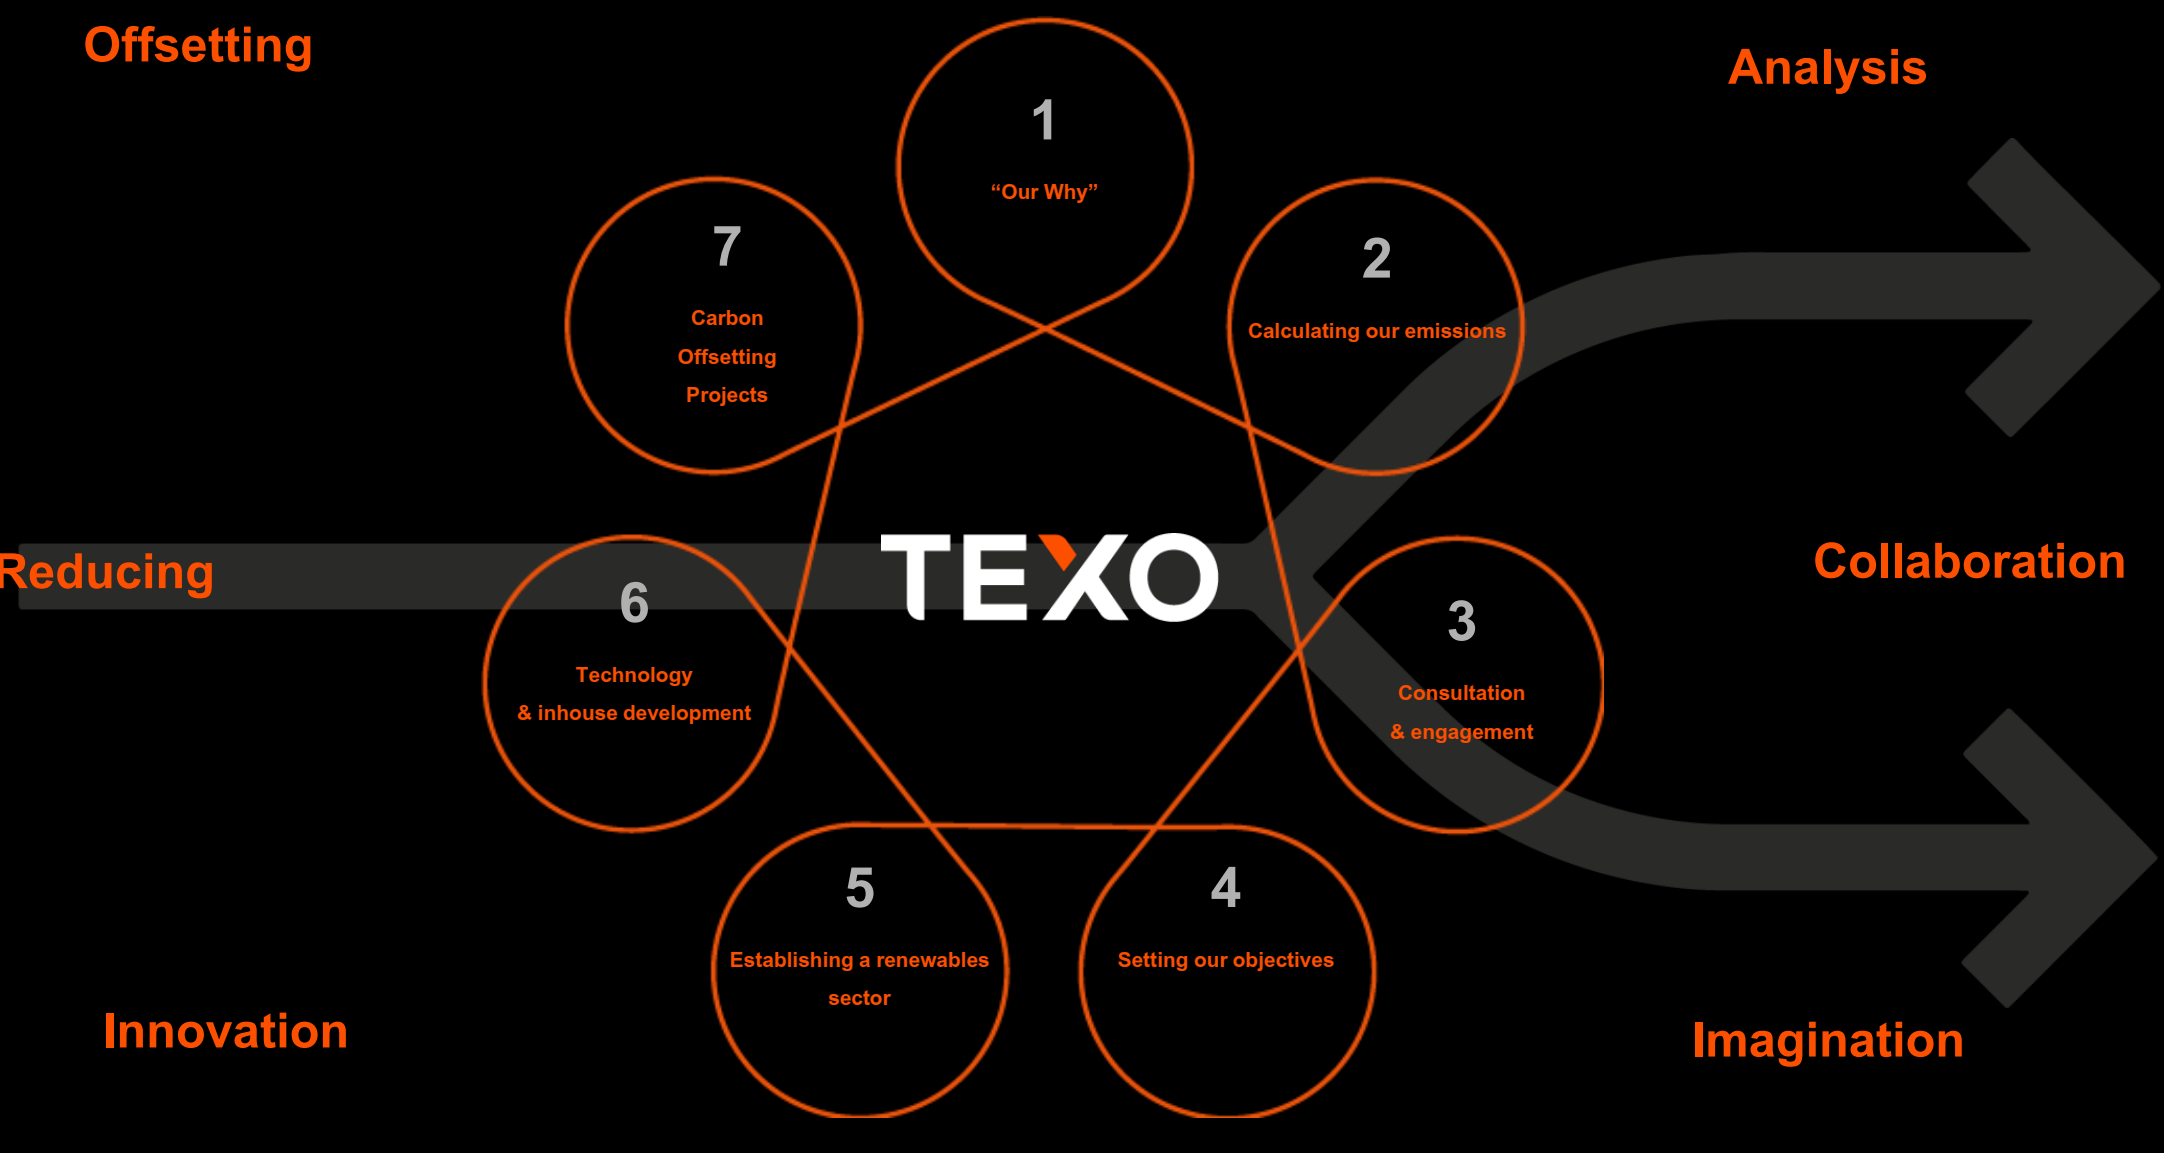 Offsetting
Analysis
1
“Our Why”
7
Carbon
Offsetting
Projects
2
Calculating our emissions
Reducing
TEXO
Collaboration
6
Technology
& inhouse development
3
Consultation
& engagement
5
Establishing a renewables
sector
4
Setting our objectives
Innovation
Imagination